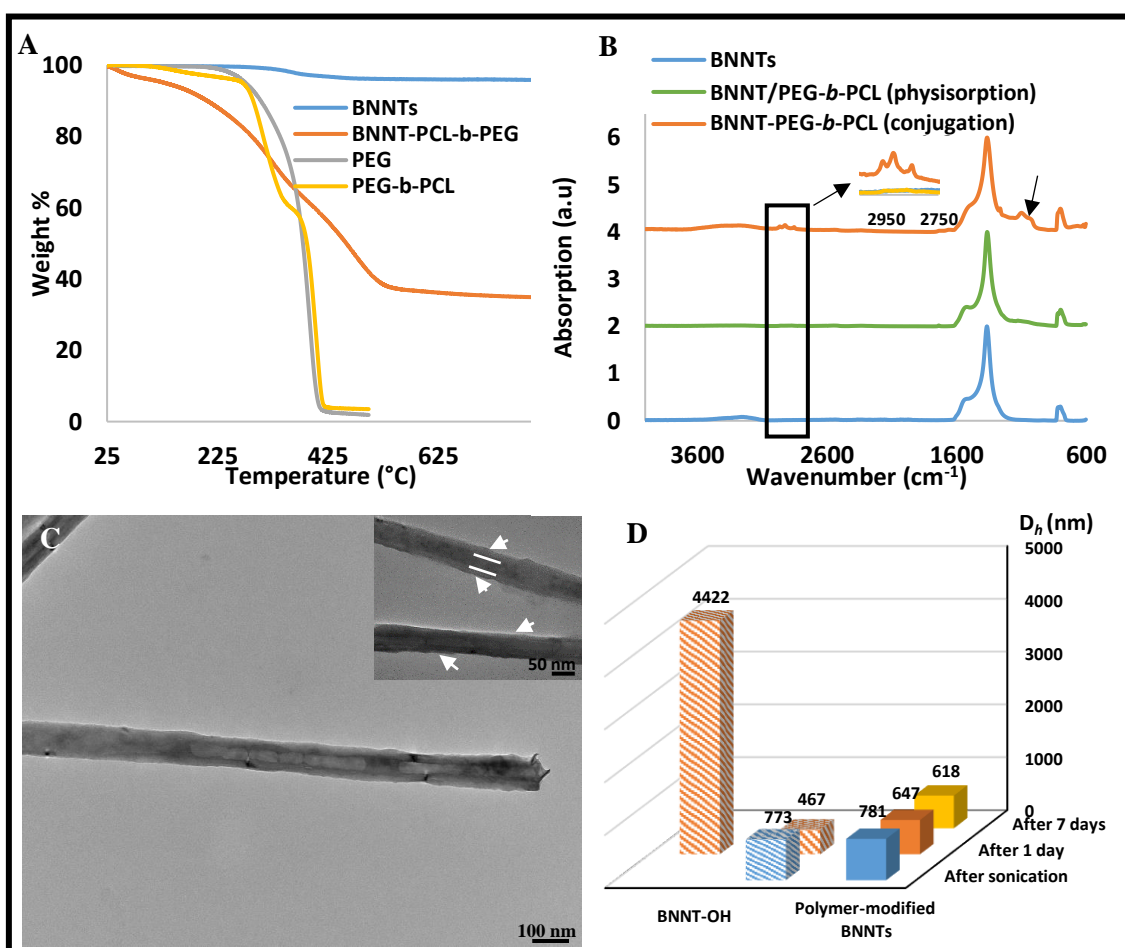 A
100
80
60
40
20
0
Weight %
25 225 425 625
Temperature (°C)
BNNTs
BNNT-PCL-b-PEG
PEG
PEG-b-PCL
B
BNNTs
BNNT/PEG-b-PCL (physisorption)
BNNT-PEG-b-PCL (conjugation)
6
5
4
3
2
1
0
Absorption (a.u)
2950 2750
3600 2600 1600 600
Wavenumber (cm⁻¹)
C
50 nm
100 nm
D
Dₕ (nm)
5000
4000
3000
2000
1000
0
4422
773
467
781
647
618
After 7 days
After 1 day
After sonication
BNNT-OH
Polymer-modified
BNNTs